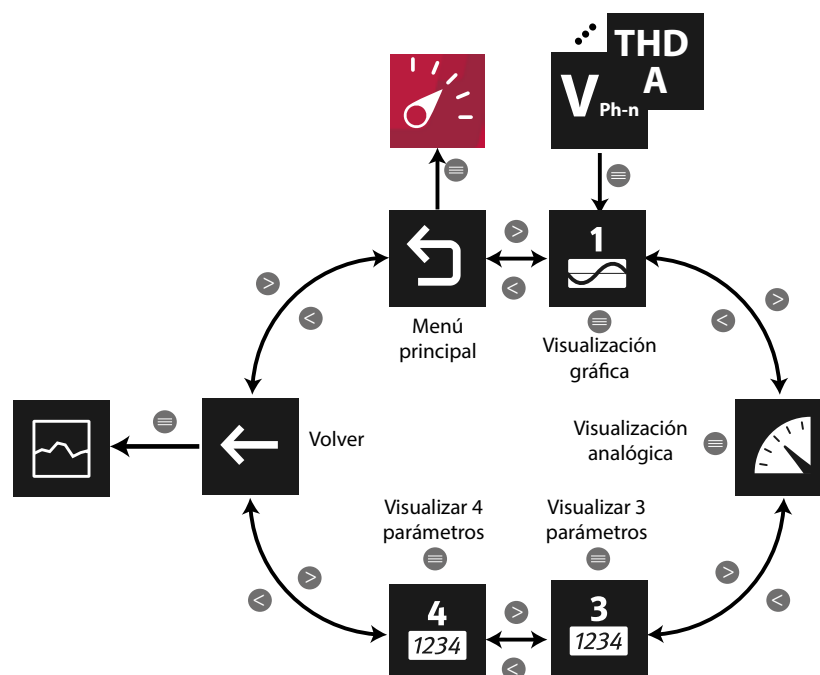 THD
A
V Ph-n
>
1
<
Menú
principal
Visualización
gráfica
>
<
>
<
Volver
Visualización
analógica
Visualizar 4
parámetros
Visualizar 3
parámetros
>
<
>
<
4
1234
>
<
3
1234